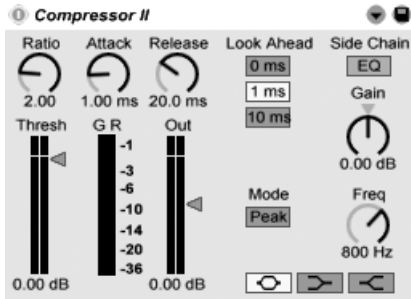 Compressor II
Ratio Attack Release Look Ahead Side Chain
0 ms EQ
2.00 1.00 ms 20.0 ms 1 ms Gain
10 ms
Thresh G R Out
0.00 dB
-1
-3
-6
-10
-14
-20
-36
Mode Freq
Peak
800 Hz
0.00 dB 0.00 dB